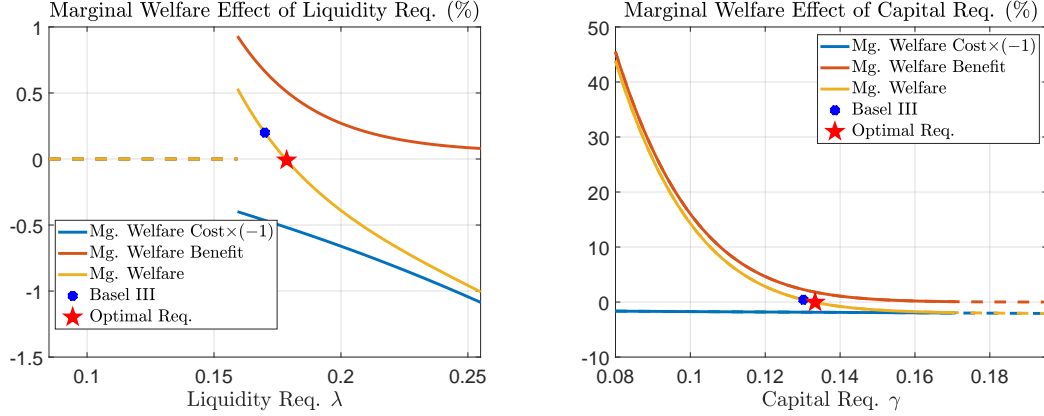 Marginal Welfare Effect of Liquidity Req. (%)
1
0.5
0
-0.5
-1
-1.5
Mg. Welfare Cost×(−1)
Mg. Welfare Benefit
Mg. Welfare
Basel III
Optimal Req.
0.1
0.15
0.2
0.25
Liquidity Req. λ
Marginal Welfare Effect of Capital Req. (%)
50
40
30
20
10
0
-10
Mg. Welfare Cost×(−1)
Mg. Welfare Benefit
Mg. Welfare
Basel III
Optimal Req.
0.08
0.1
0.12
0.14
0.16
0.18
Capital Req. γ